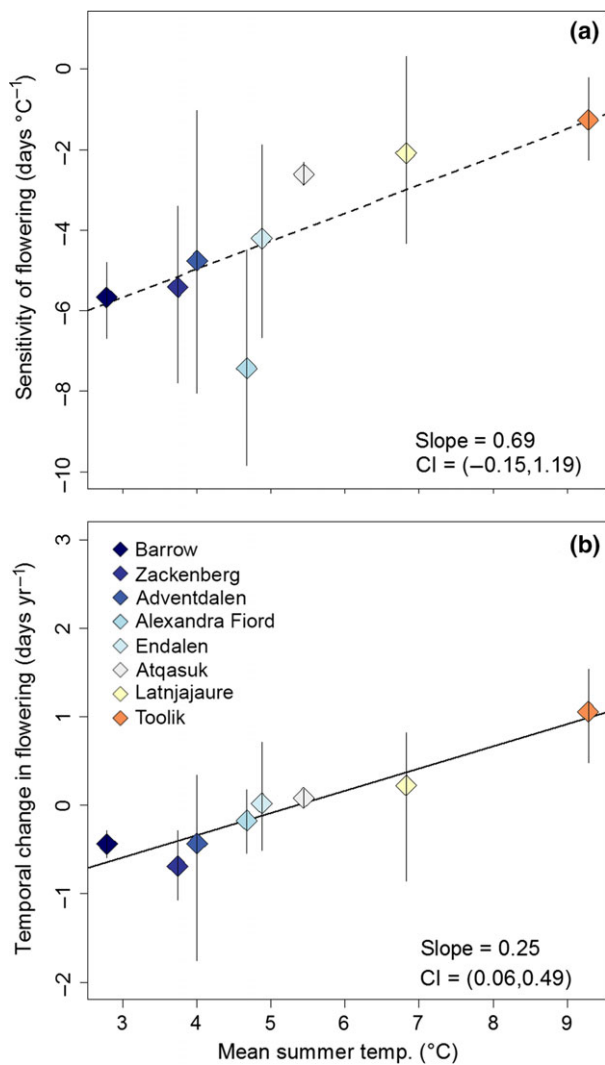 (a)
Sensitivity of flowering (days °C⁻¹)
0
−2
−4
−6
−8
−10
Slope = 0.69
CI = (−0.15,1.19)
(b)
Temporal change in flowering (days yr⁻¹)
3
2
1
0
−1
−2
Barrow
Zackenberg
Adventdalen
Alexandra Fiord
Endalen
Atqasuk
Latnjajaure
Toolik
Slope = 0.25
CI = (0.06,0.49)
3 4 5 6 7 8 9
Mean summer temp. (°C)